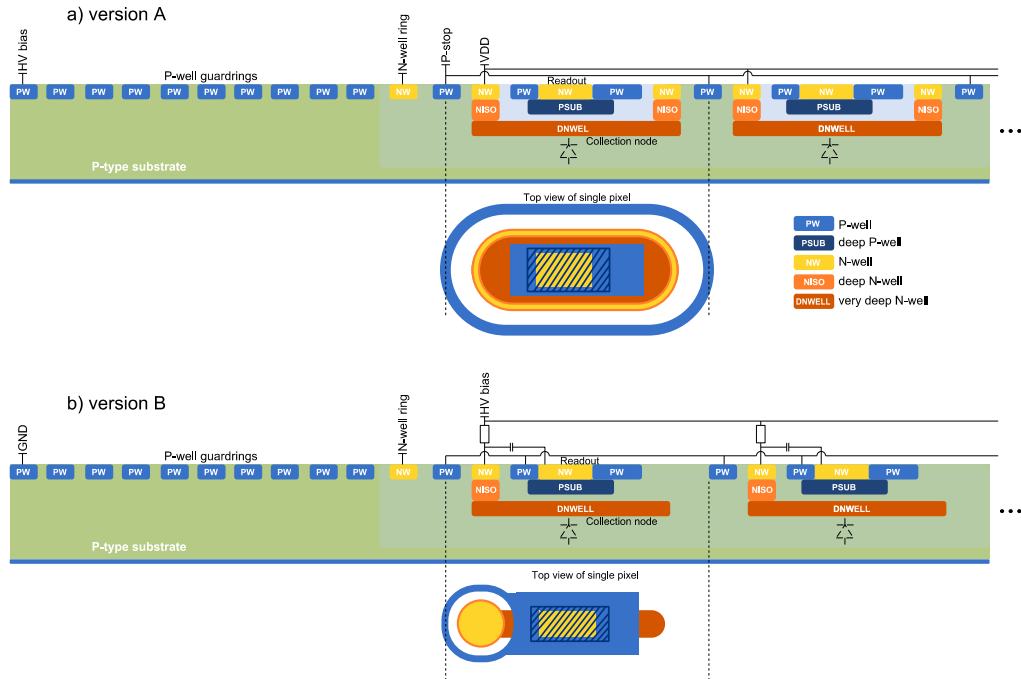 a) version A
HV bias
N-well ring
P-stop
VDD
P-well guardrings
Readout
PW PW PW PW PW PW PW PW PW PW NW PW NW PW NW PW NW PW NW PW NW PW NW PW
NISO PSUB NISO NISO PSUB NISO
DNWEL DNWELL
Collection node
P-type substrate
...
Top view of single pixel
PW P-well
PSUB deep P-well
NW N-well
NISO deep N-well
DNWELL very deep N-well
b) version B
HV bias
GND
N-well ring
P-well guardrings
Readout
PW PW PW PW PW PW PW PW PW PW NW PW NW PW NW PW PW NW PW NW PW
NISO PSUB NISO PSUB
DNWELL DNWELL
Collection node
P-type substrate
...
Top view of single pixel